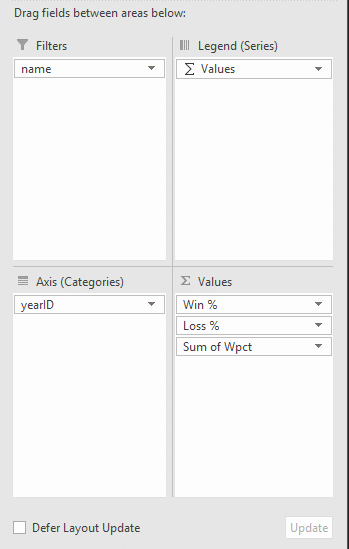 Drag fields between areas below:
Filters
name
Legend (Series)
Σ Values
Axis (Categories)
yearID
Σ Values
Win %
Loss %
Sum of Wpct
Defer Layout Update
Update